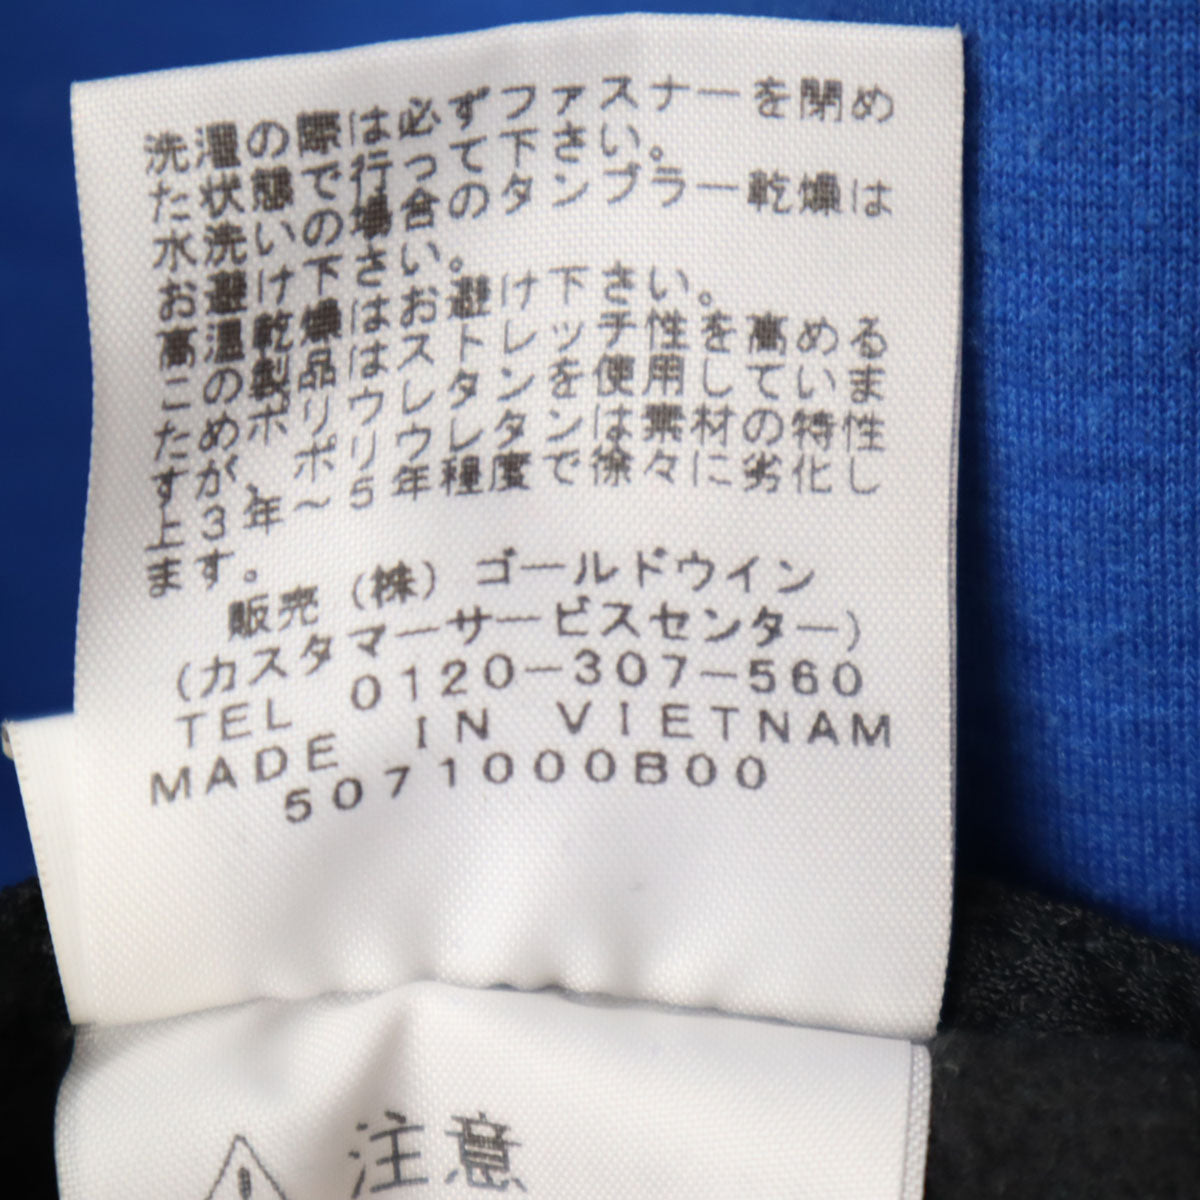 洗濯の際は必ずファスナーを閉め
た状態で行って下さい。
水洗いの場合のタンブラー乾燥は
お避け下さい。
高温乾燥はお避け下さい。
この製品はストレッチ性を高める
ためポリウレタンを使用していま
すが、ポリウレタンは素材の特性
上3年～5年程度で徐々に劣化し
ます。
販売（株）ゴールドウイン
(カスタマーサービスセンター)
TEL 0120-307-560
MADE IN VIETNAM
5071000B00
注意